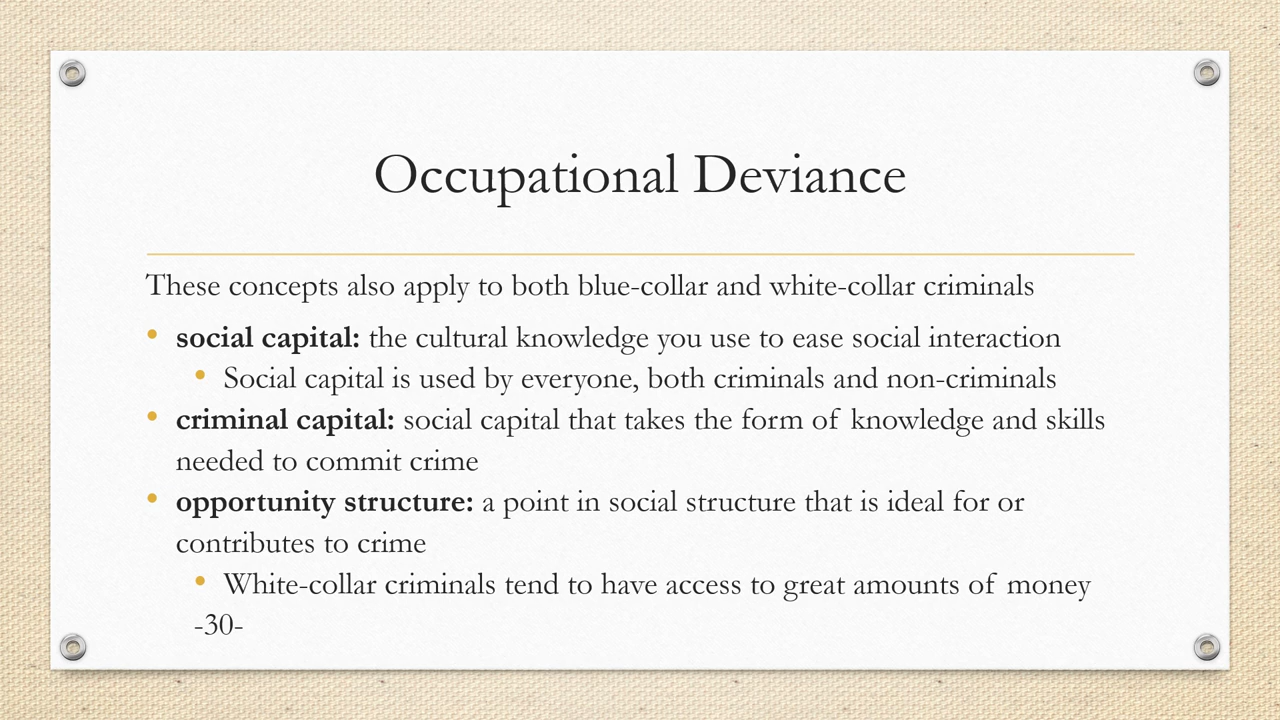 Occupational Deviance
These concepts also apply to both blue-collar and white-collar criminals
• social capital: the cultural knowledge you use to ease social interaction
• Social capital is used by everyone, both criminals and non-criminals
• criminal capital: social capital that takes the form of knowledge and skills
needed to commit crime
• opportunity structure: a point in social structure that is ideal for or
contributes to crime
• White-collar criminals tend to have access to great amounts of money
-30-